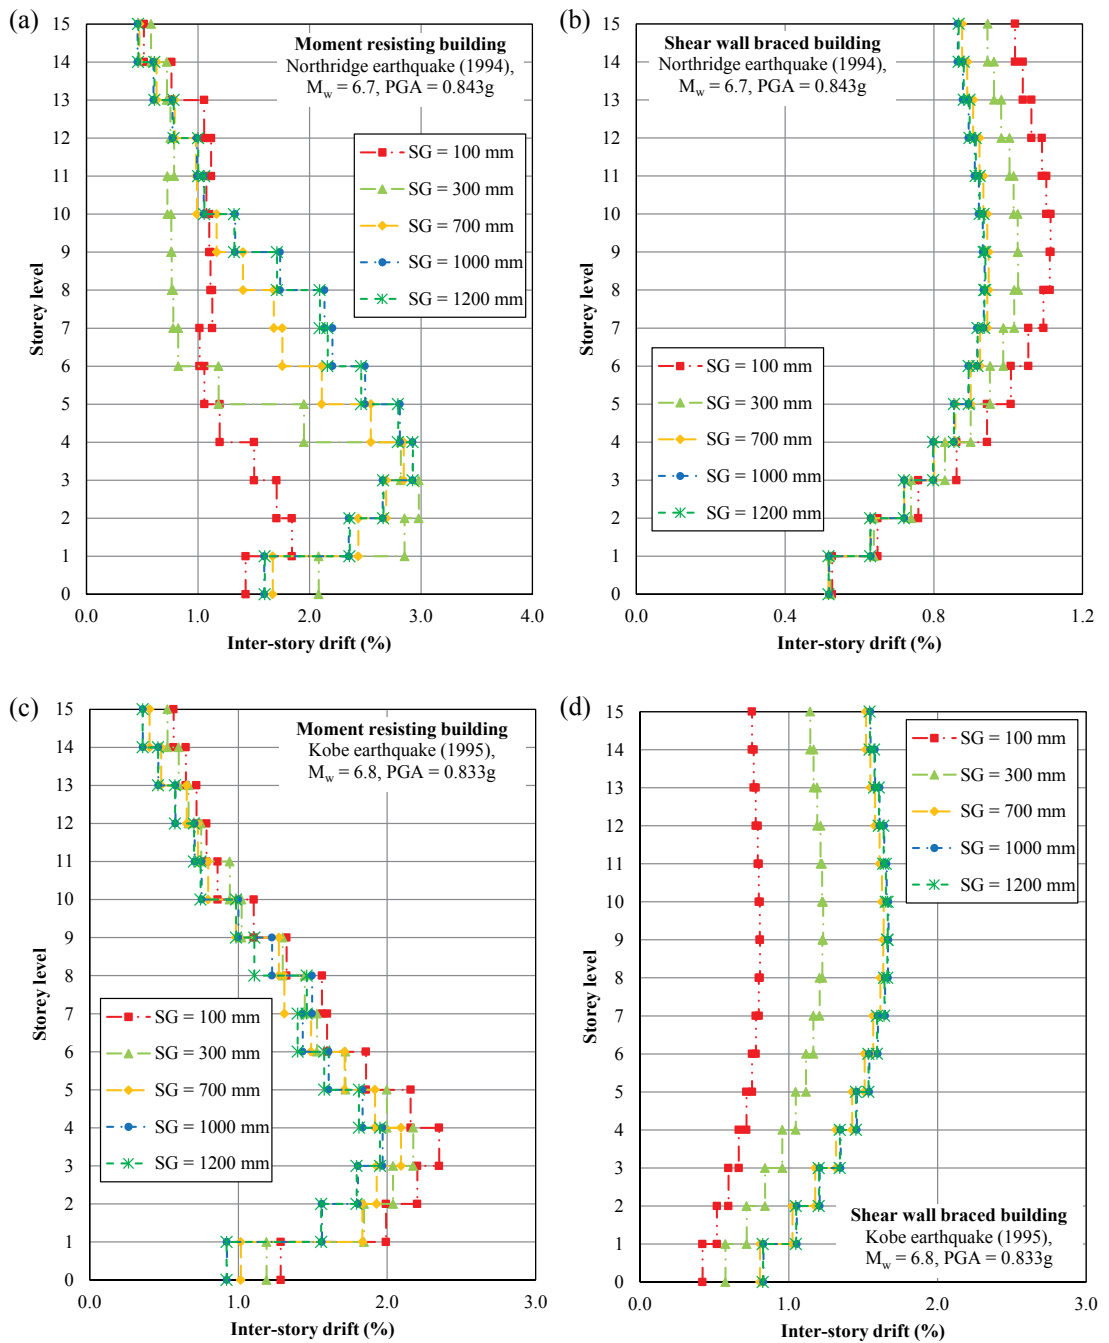 (a)
15
14
13
12
11
10
9
8
7
6
5
4
3
2
1
0
Storey level
Moment resisting building
Northridge earthquake (1994),
Mw = 6.7, PGA = 0.843g
SG = 100 mm
SG = 300 mm
SG = 700 mm
SG = 1000 mm
SG = 1200 mm
0.0 1.0 2.0 3.0 4.0
Inter-story drift (%)
(b)
15
14
13
12
11
10
9
8
7
6
5
4
3
2
1
0
Storey level
Shear wall braced building
Northridge earthquake (1994),
Mw = 6.7, PGA = 0.843g
SG = 100 mm
SG = 300 mm
SG = 700 mm
SG = 1000 mm
SG = 1200 mm
0.0 0.4 0.8 1.2
Inter-story drift (%)
(c)
15
14
13
12
11
10
9
8
7
6
5
4
3
2
1
0
Storey level
Moment resisting building
Kobe earthquake (1995),
Mw = 6.8, PGA = 0.833g
SG = 100 mm
SG = 300 mm
SG = 700 mm
SG = 1000 mm
SG = 1200 mm
0.0 1.0 2.0 3.0
Inter-story drift (%)
(d)
15
14
13
12
11
10
9
8
7
6
5
4
3
2
1
0
Storey level
SG = 100 mm
SG = 300 mm
SG = 700 mm
SG = 1000 mm
SG = 1200 mm
Shear wall braced building
Kobe earthquake (1995),
Mw = 6.8, PGA = 0.833g
0.0 1.0 2.0 3.0
Inter-story drift (%)